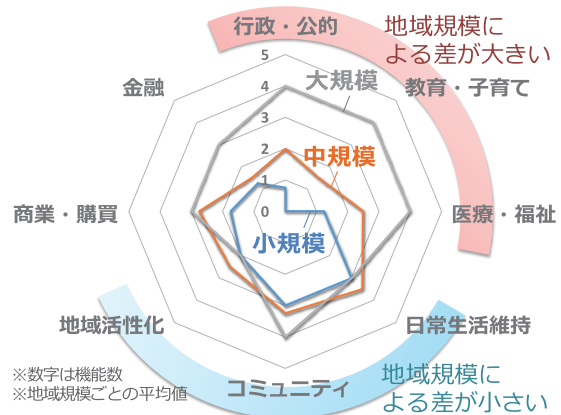 行政・公的
地域規模に
よる差が大きい
5
金融
4
大規模
教育・子育て
3
2
中規模
1
商業・購買
0
医療・福祉
小規模
地域活性化
日常生活維持
※数字は機能数
※地域規模ごとの平均値
コミュニティ
地域規模に
よる差が小さい